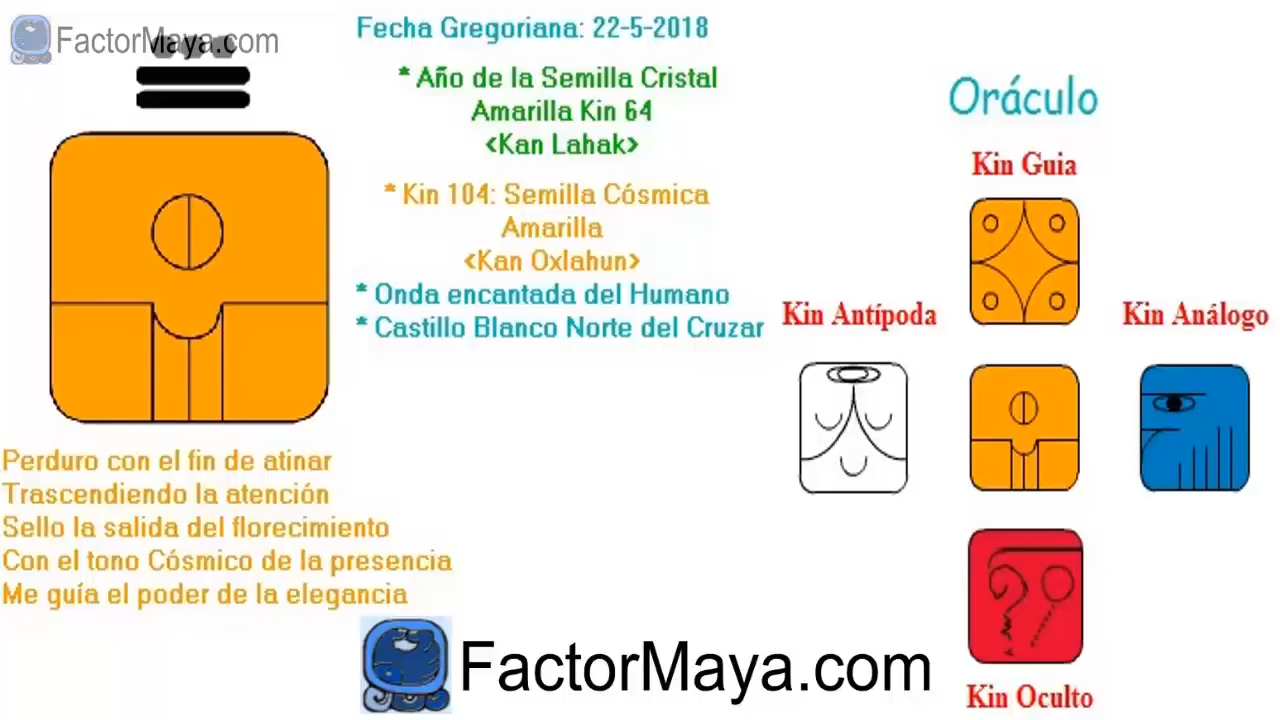 FactorMaya.com
Fecha Gregoriana: 22-5-2018
* Año de la Semilla Cristal
Amarilla Kin 64
<Kan Lahak>
* Kin 104: Semilla Cósmica
Amarilla
<Kan Oxlahun>
* Onda encantada del Humano
* Castillo Blanco Norte del Cruzar
Oráculo
Kin Guia
Kin Antípoda
Kin Análogo
Kin Oculto
Perduro con el fin de atinar
Trascendiendo la atención
Sello la salida del florecimiento
Con el tono Cósmico de la presencia
Me guía el poder de la elegancia
FactorMaya.com